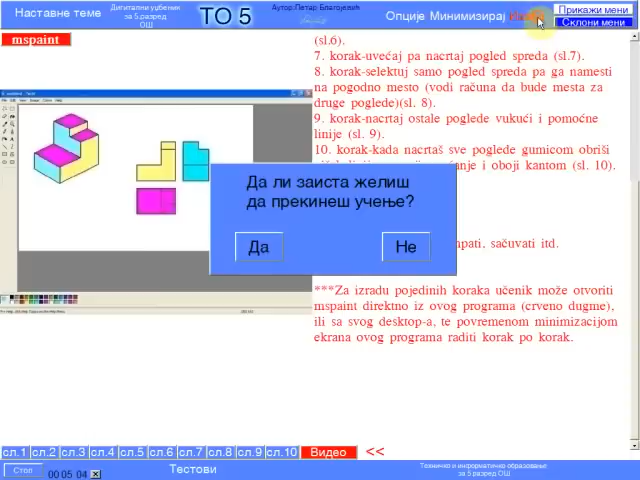 Наставне теме
Дигитални уџбеник
за 5.разред
ОШ
ТО 5
Аутор:Петар Благојевић
Опције Минимизирај
Прикажи мени
Склони мени
mspaint
(sl.6).
7. korak-uvećaj pa nacrtaj pogled spreda (sl.7).
8. korak-selektuj samo pogled spreda pa ga namesti
na pogodno mesto (vodi računa da bude mesta za
druge poglede)(sl. 8).
9. korak-nacrtaj ostale poglede vukući i pomoćne
linije (sl. 9).
10. korak-kada nacrtaš sve poglede gumicom obriši
anje i oboji kantom (sl. 10).
Да ли заиста желиш
да прекинеш учење?
Да
Не
mpati, sačuvati itd.
***Za izradu pojedinih koraka učenik može otvoriti
mspaint direktno iz ovog programa (crveno dugme),
ili sa svog desktop-a, te povremenom minimizacijom
ekrana ovog programa raditi korak po korak.
сл.1 сл.2 сл.3 сл.4 сл.5 сл.6 сл.7 сл.8 сл.9 сл.10 Видео <<
Стоп
00 05 04
Тестови
Техничко и информатичко образовање
за 5.разред ОШ